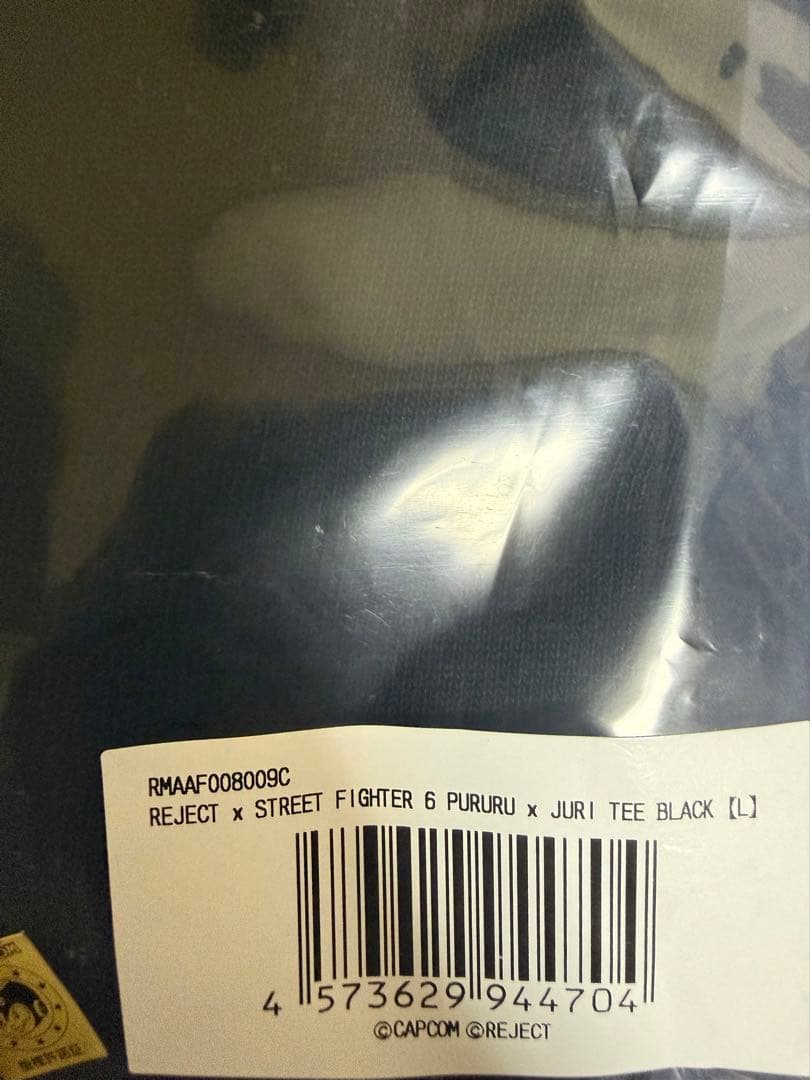 RMAAF008009C
REJECT x STREET FIGHTER 6 PURURU x JURI TEE BLACK【L】
4 573629 944704
©CAPCOM ©REJECT